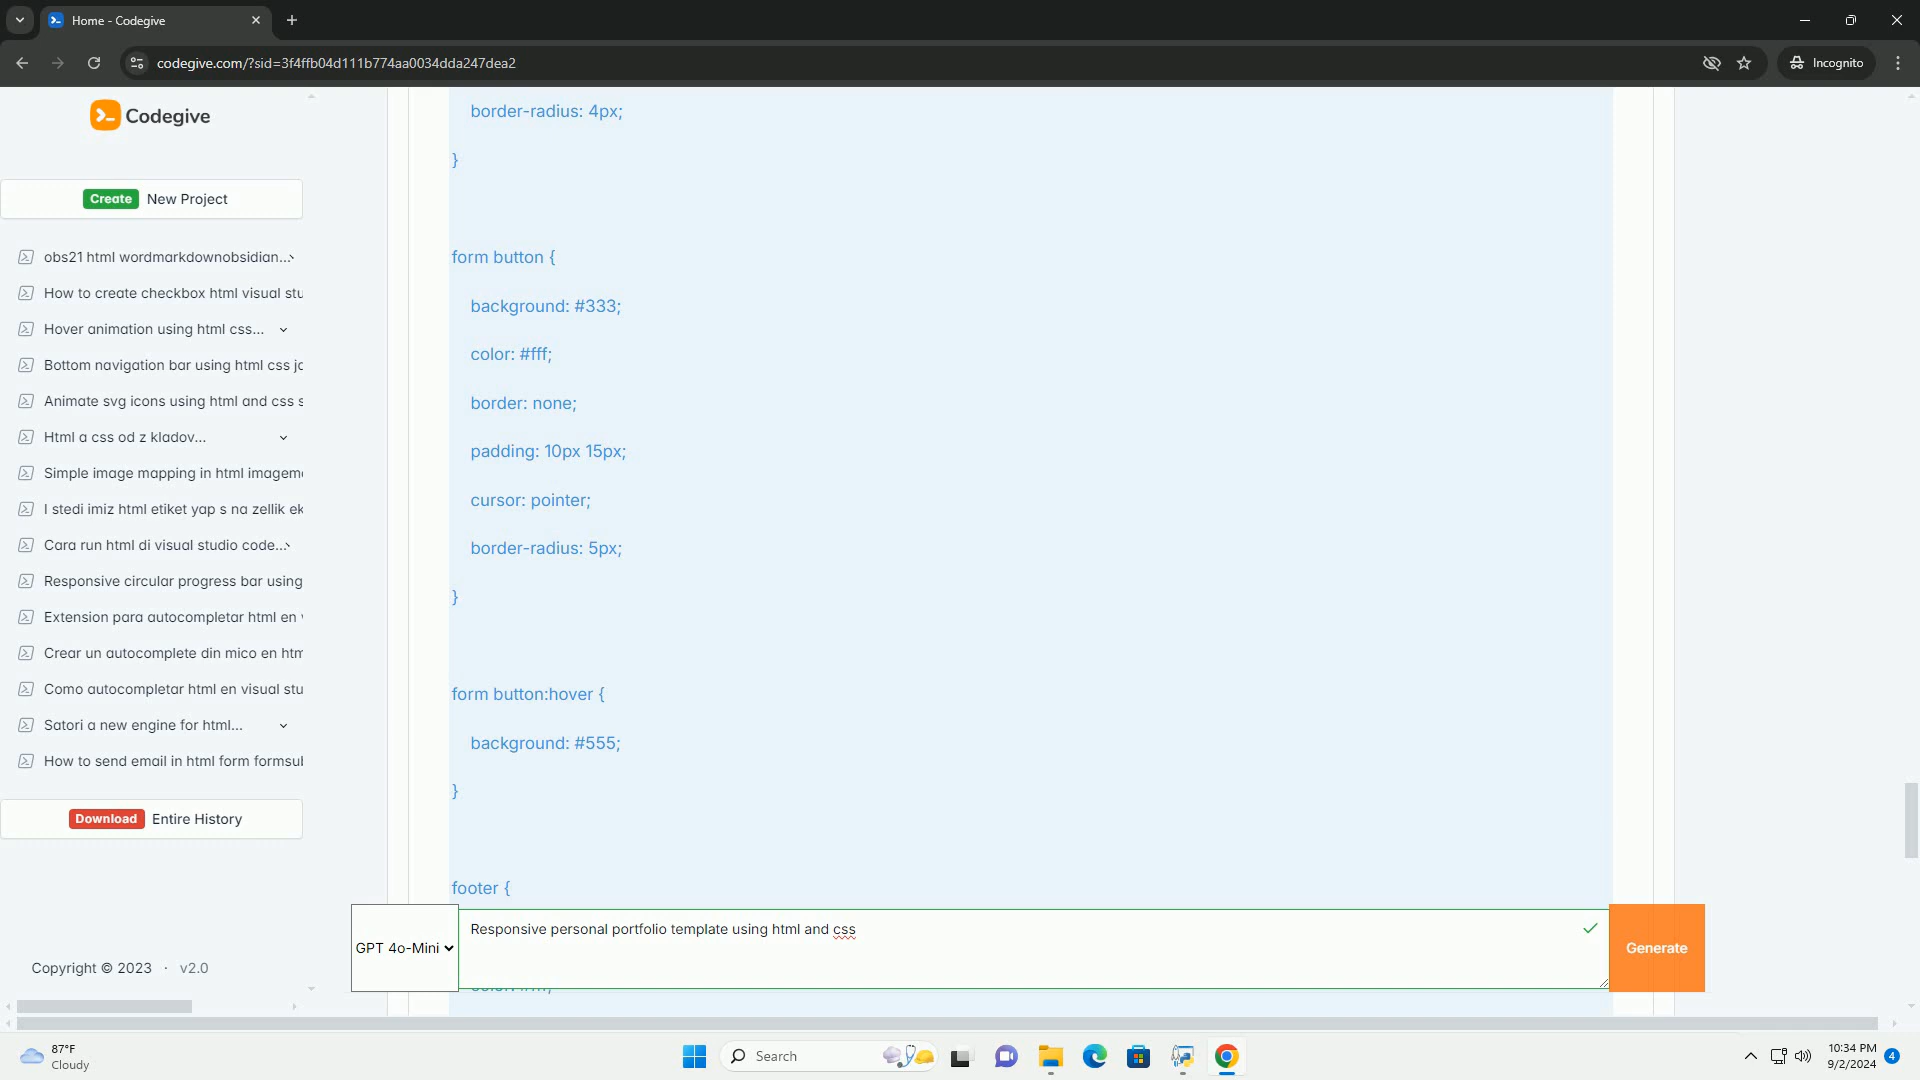 Home - Codegive
codegive.com/?sid=3f4ffb04d111b774aa0034dda247dea2
Incognito
Codegive
Create New Project
obs21 html wordmarkdownobsidian...
How to create checkbox html visual stu
Hover animation using html css...
Bottom navigation bar using html css jc
Animate svg icons using html and css s
Html a css od z kladov...
Simple image mapping in html imagem
I stedi imiz html etiket yap s na zellik ek
Cara run html di visual studio code...
Responsive circular progress bar using
Extension para autocompletar html en v
Crear un autocomplete din mico en htm
Como autocompletar html en visual stu
Satori a new engine for html...
How to send email in html form formsul
Download Entire History
Copyright © 2023 · v2.0
border-radius: 4px;
}
form button {
background: #333;
color: #fff;
border: none;
padding: 10px 15px;
cursor: pointer;
border-radius: 5px;
}
form button:hover {
background: #555;
}
footer {
GPT 4o-Mini
Responsive personal portfolio template using html and css
Generate
87°F
Cloudy
Search
10:34 PM
9/2/2024
4